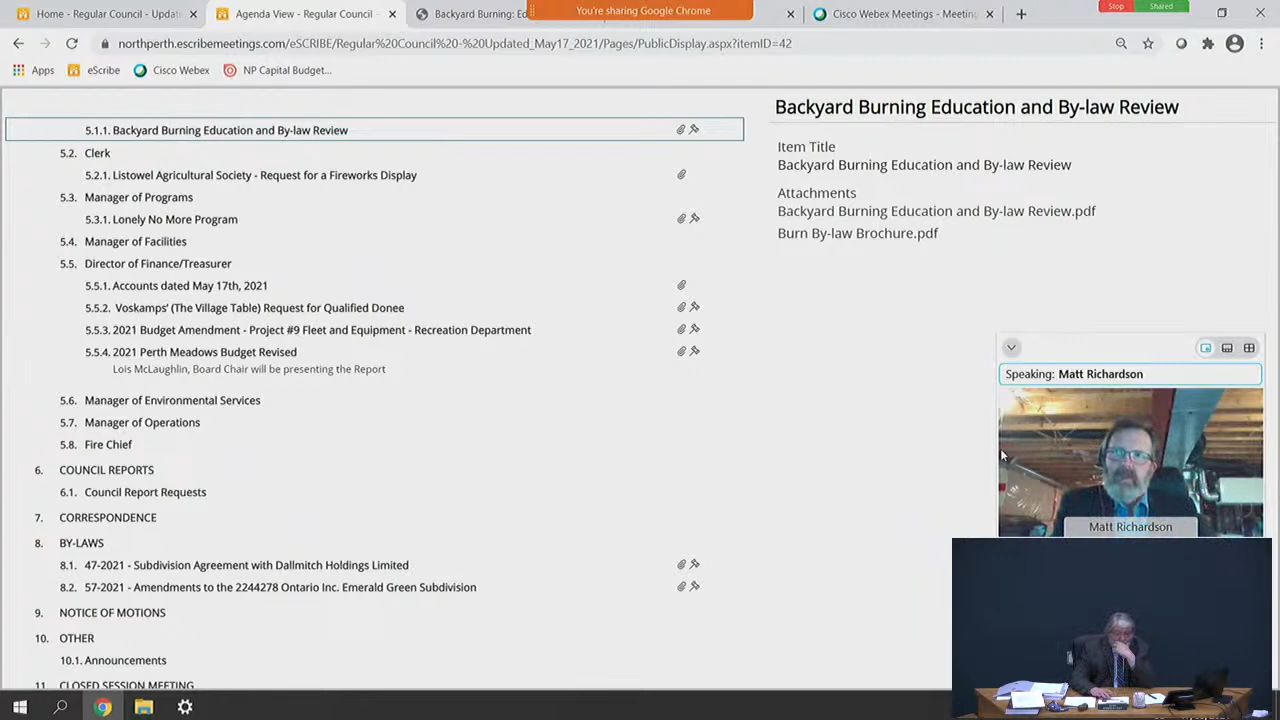 Home - Regular Council - Updat
Agenda View - Regular Council -
Backyard Burning: Ed
You're sharing Google Chrome
Cisco Webex Meetings - Meetin
Stop
Shared
northperth.escribemeetings.com/eSCRIBE/Regular%20Council%20-%20Updated_May17_2021/Pages/PublicDisplay.aspx?itemID=42
Apps
eScribe
Cisco Webex
NP Capital Budget...
5.1.1. Backyard Burning Education and By-law Review
5.2. Clerk
5.2.1. Listowel Agricultural Society - Request for a Fireworks Display
5.3. Manager of Programs
5.3.1. Lonely No More Program
5.4. Manager of Facilities
5.5. Director of Finance/Treasurer
5.5.1. Accounts dated May 17th, 2021
5.5.2. Voskamps' (The Village Table) Request for Qualified Donee
5.5.3. 2021 Budget Amendment - Project #9 Fleet and Equipment - Recreation Department
5.5.4. 2021 Perth Meadows Budget Revised
Lois McLaughlin, Board Chair will be presenting the Report
5.6. Manager of Environmental Services
5.7. Manager of Operations
5.8. Fire Chief
6. COUNCIL REPORTS
6.1. Council Report Requests
7. CORRESPONDENCE
8. BY-LAWS
8.1. 47-2021 - Subdivision Agreement with Dallmitch Holdings Limited
8.2. 57-2021 - Amendments to the 2244278 Ontario Inc. Emerald Green Subdivision
9. NOTICE OF MOTIONS
10. OTHER
10.1. Announcements
11. CLOSED SESSION MEETING
Backyard Burning Education and By-law Review
Item Title
Backyard Burning Education and By-law Review
Attachments
Backyard Burning Education and By-law Review.pdf
Burn By-law Brochure.pdf
Speaking: Matt Richardson
Matt Richardson